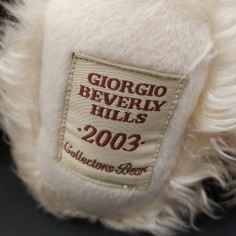 GIORGIO
BEVERLY
HILLS
·2003·
Collectors Bear